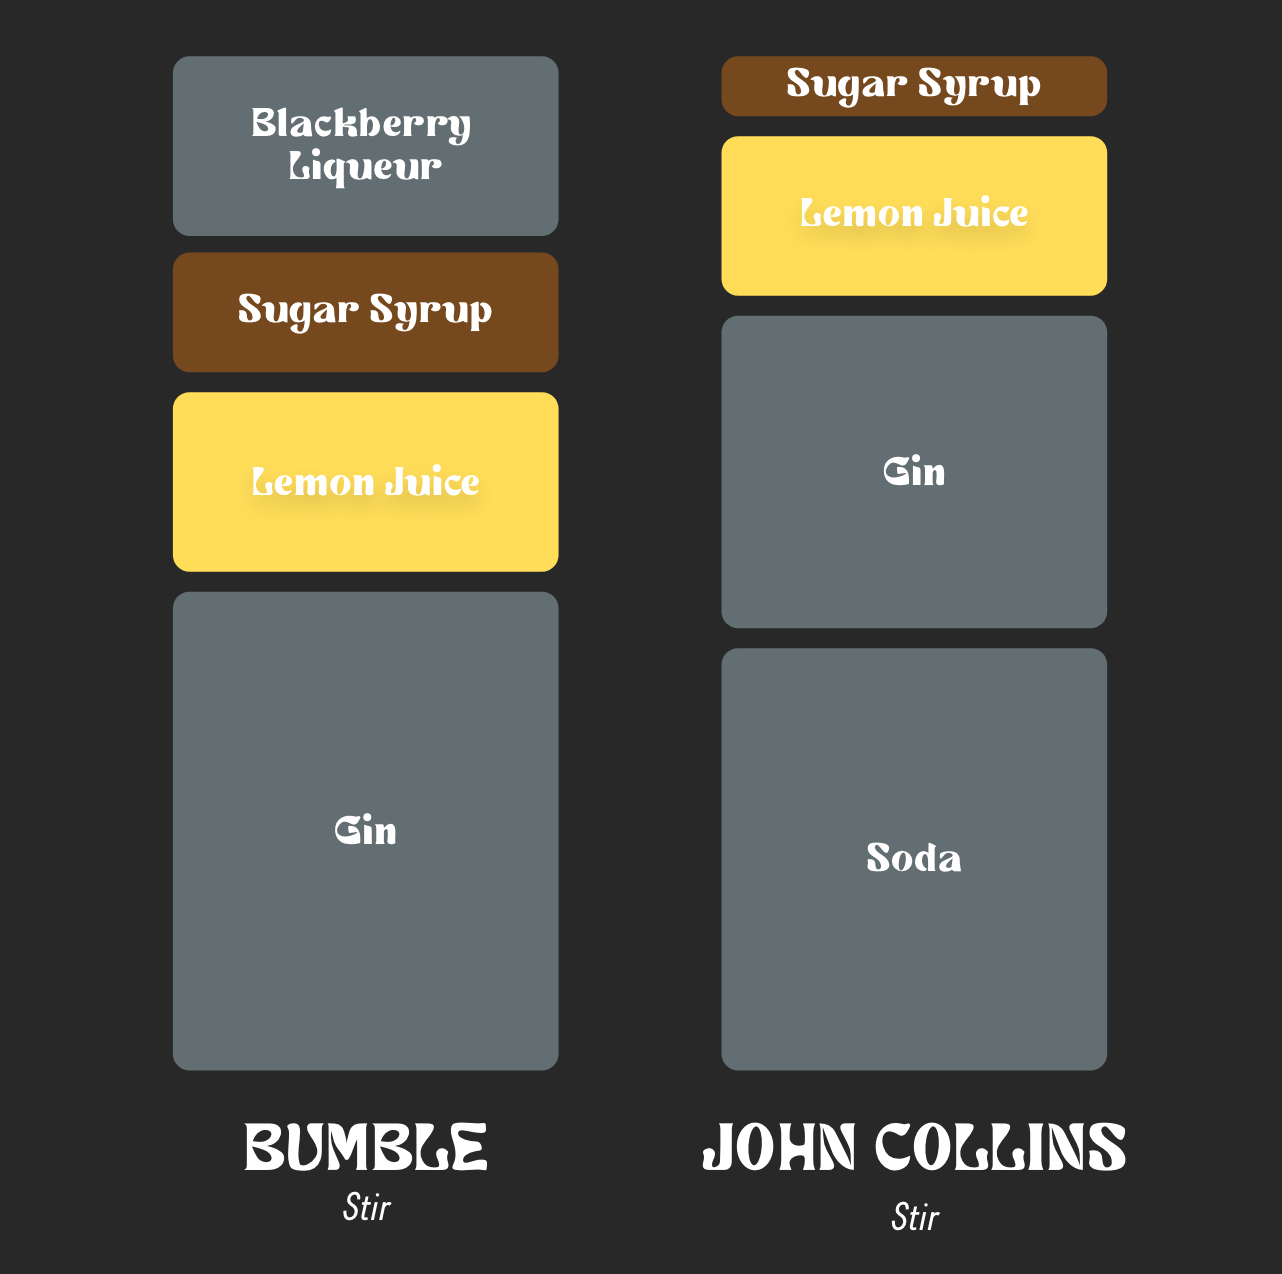 Blackberry
Liqueur
Sugar Syrup
Lemon Juice
Gin
BUMBLE
Stir
Sugar Syrup
Lemon Juice
Gin
Soda
JOHN COLLINS
Stir